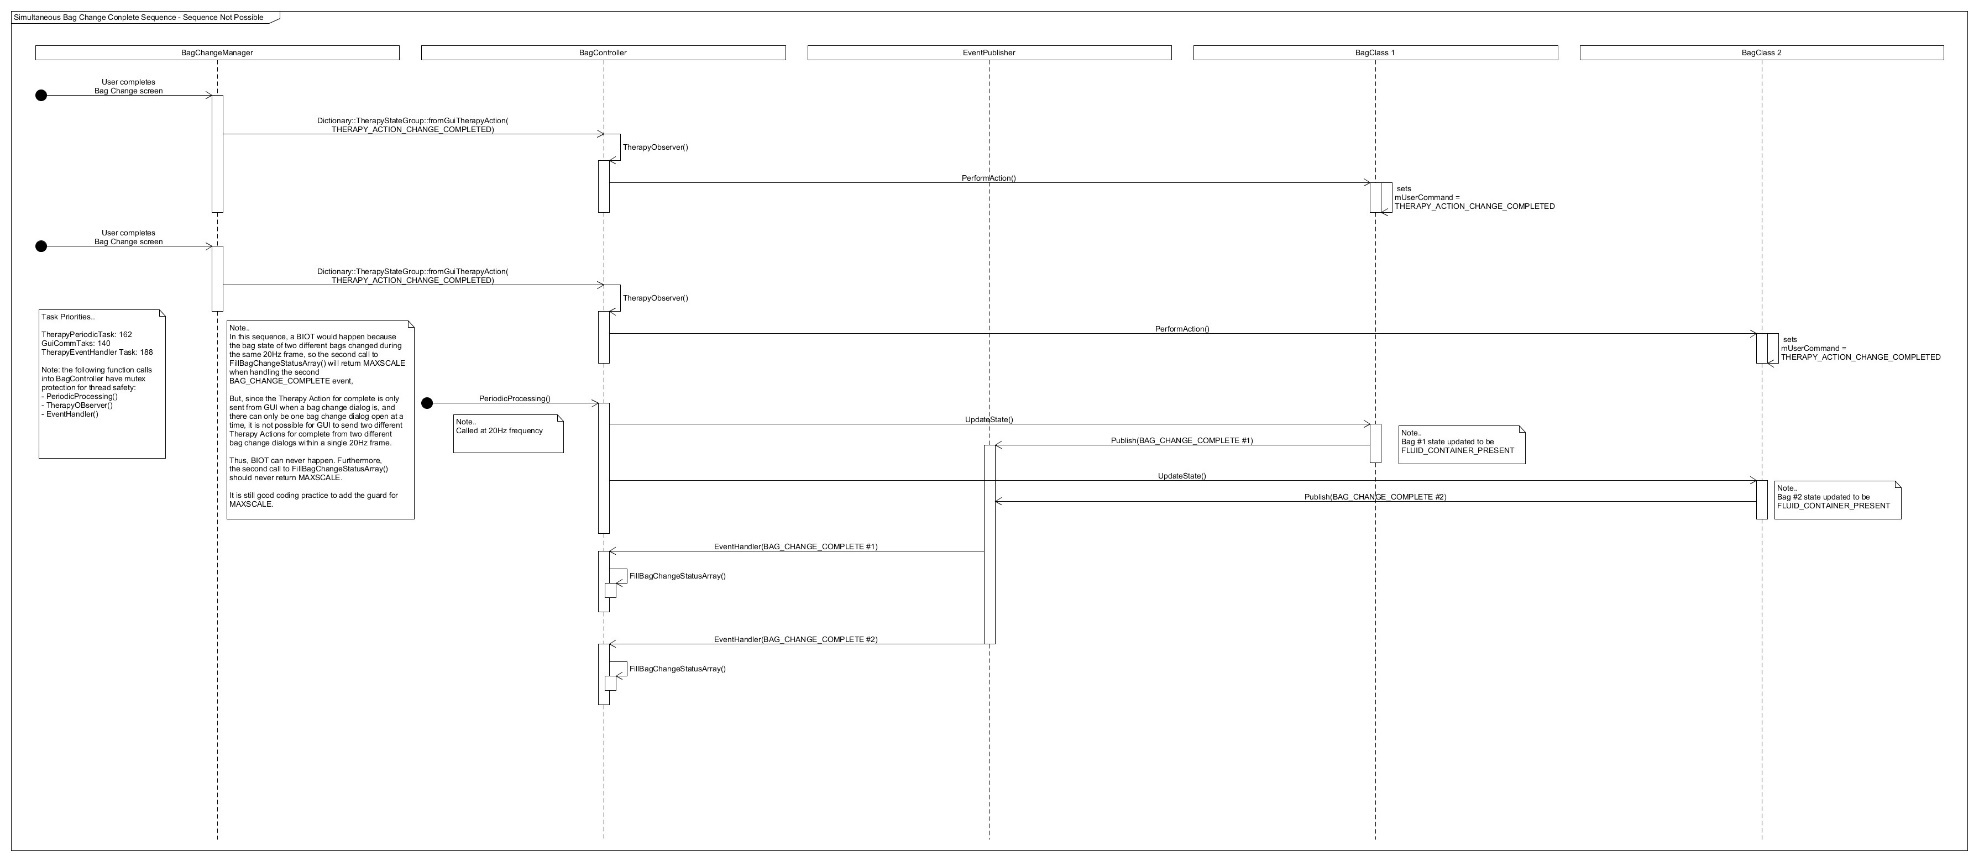 Simultaneous Bag Change Conplete Sequence - Sequence Not Possible
BagChangeManager
BagController
EventPublisher
BagClass 1
BagClass 2
User completes
Bag Change screen
Dictionary::TherapyStateGroup::fromGuiTherapyAction(
THERAPY_ACTION_CHANGE_COMPLETED)
TherapyObserver()
PerformAction()
sets
mUserCommand =
THERAPY_ACTION_CHANGE_COMPLETED
User completes
Bag Change screen
Dictionary::TherapyStateGroup::fromGuiTherapyAction(
THERAPY_ACTION_CHANGE_COMPLETED)
TherapyObserver()
PerformAction()
sets
mUserCommand =
THERAPY_ACTION_CHANGE_COMPLETED
Task Priorities..
TherapyPeriodicTask: 162
GuiCommTaks: 140
TherapyEventHandler Task: 188
Note: the following function calls
into BagController have mutex
protection for thread safety:
- PeriodicProcessing()
- TherapyOBserver()
- EventHandler()
Note..
In this sequence, a BIOT would happen because
the bag state of two different bags changed during
the same 20Hz frame, so the second call to
FillBagChangeStatusArray() will return MAXSCALE
when handling the second
BAG_CHANGE_COMPLETE event,
But, since the Therapy Action for complete is only
sent from GUI when a bag change dialog is, and
there can only be one bag change dialog open at a
time, it is not possible for GUI to send two different
Therapy Actions for complete from two different
bag change dialogs within a single 20Hz frame.
Thus, BIOT can never happen. Furthermore,
the second call to FillBagChangeStatusArray()
should never return MAXSCALE.
It is still good coding practice to add the guard for
MAXSCALE.
PeriodicProcessing()
Note..
Called at 20Hz frequency
UpdateState()
Publish(BAG_CHANGE_COMPLETE #1)
Note..
Bag #1 state updated to be
FLUID_CONTAINER_PRESENT
UpdateState()
Publish(BAG_CHANGE_COMPLETE #2)
Note..
Bag #2 state updated to be
FLUID_CONTAINER_PRESENT
EventHandler(BAG_CHANGE_COMPLETE #1)
FillBagChangeStatusArray()
EventHandler(BAG_CHANGE_COMPLETE #2)
FillBagChangeStatusArray()